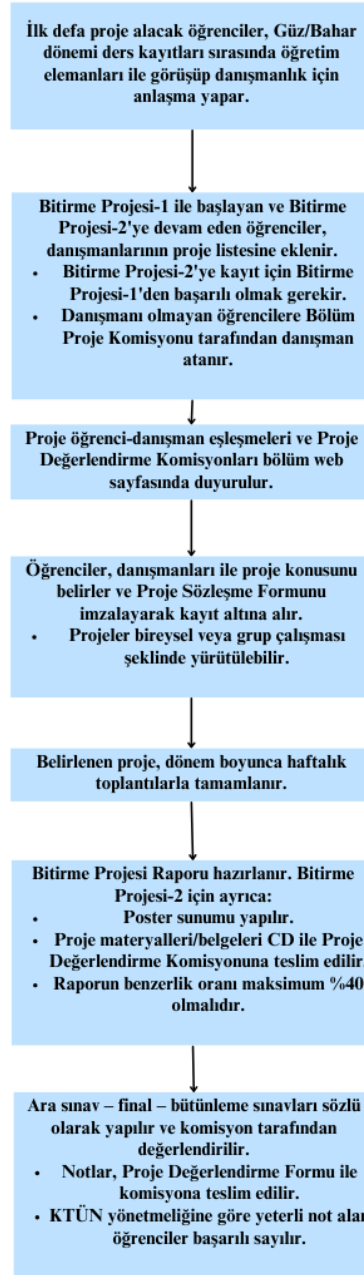 İlk defa proje alacak öğrenciler, Güz/Bahar
dönemi ders kayıtları sırasında öğretim
elemanları ile görüşüp danışmanlık için
anlaşma yapar.
Bitirme Projesi-1 ile başlayan ve Bitirme
Projesi-2'ye devam eden öğrenciler,
danışmanlarının proje listesine eklenir.
• Bitirme Projesi-2'ye kayıt için Bitirme
Projesi-1'den başarılı olmak gerekir.
• Danışmanı olmayan öğrencilere Bölüm
Proje Komisyonu tarafından danışman
atanır.
Proje öğrenci-danışman eşleşmeleri ve Proje
Değerlendirme Komisyonları bölüm web
sayfasında duyurulur.
Öğrenciler, danışmanları ile proje konusunu
belirler ve Proje Sözleşme Formunu
imzalayarak kayıt altına alır.
• Projeler bireysel veya grup çalışması
şeklinde yürütülebilir.
Belirlenen proje, dönem boyunca haftalık
toplantılarla tamamlanır.
Bitirme Projesi Raporu hazırlanır. Bitirme
Projesi-2 için ayrıca:
• Poster sunumu yapılır.
• Proje materyalleri/belgeleri CD ile Proje
Değerlendirme Komisyonuna teslim edilir
• Raporun benzerlik oranı maksimum %40
olmalıdır.
Ara sınav – final – bütünleme sınavları sözlü
olarak yapılır ve komisyon tarafından
değerlendirilir.
• Notlar, Proje Değerlendirme Formu ile
komisyona teslim edilir.
• KTÜN yönetmeliğine göre yeterli not alan
öğrenciler başarılı sayılır.